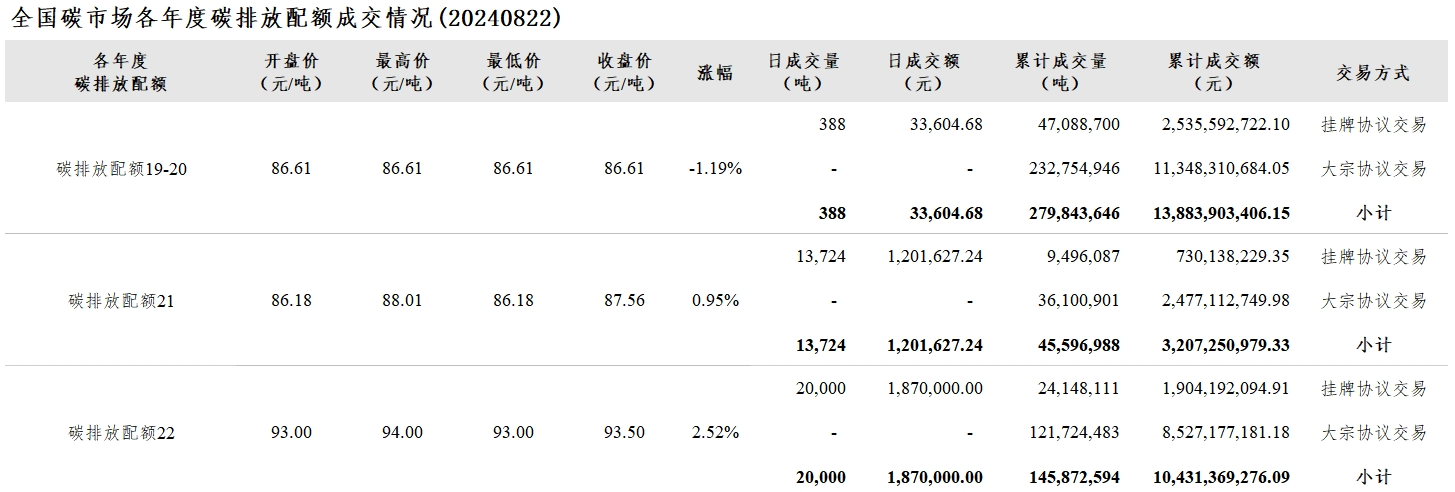 全国碳市场各年度碳排放配额成交情况(20240822)
各年度 碳排放配额 开盘价 (元/吨) 最高价 (元/吨) 最低价 (元/吨) 收盘价 (元/吨) 涨幅 日成交量 (吨) 日成交额 (元) 累计成交量 (吨) 累计成交额 (元) 交易方式
388 33,604.68 47,088,700 2,535,592,722.10 挂牌协议交易
碳排放配额19-20 86.61 86.61 86.61 86.61 -1.19% - - 232,754,946 11,348,310,684.05 大宗协议交易
388 33,604.68 279,843,646 13,883,903,406.15 小计
13,724 1,201,627.24 9,496,087 730,138,229.35 挂牌协议交易
碳排放配额21 86.18 88.01 86.18 87.56 0.95% - - 36,100,901 2,477,112,749.98 大宗协议交易
13,724 1,201,627.24 45,596,988 3,207,250,979.33 小计
20,000 1,870,000.00 24,148,111 1,904,192,094.91 挂牌协议交易
碳排放配额22 93.00 94.00 93.00 93.50 2.52% - - 121,724,483 8,527,177,181.18 大宗协议交易
20,000 1,870,000.00 145,872,594 10,431,369,276.09 小计